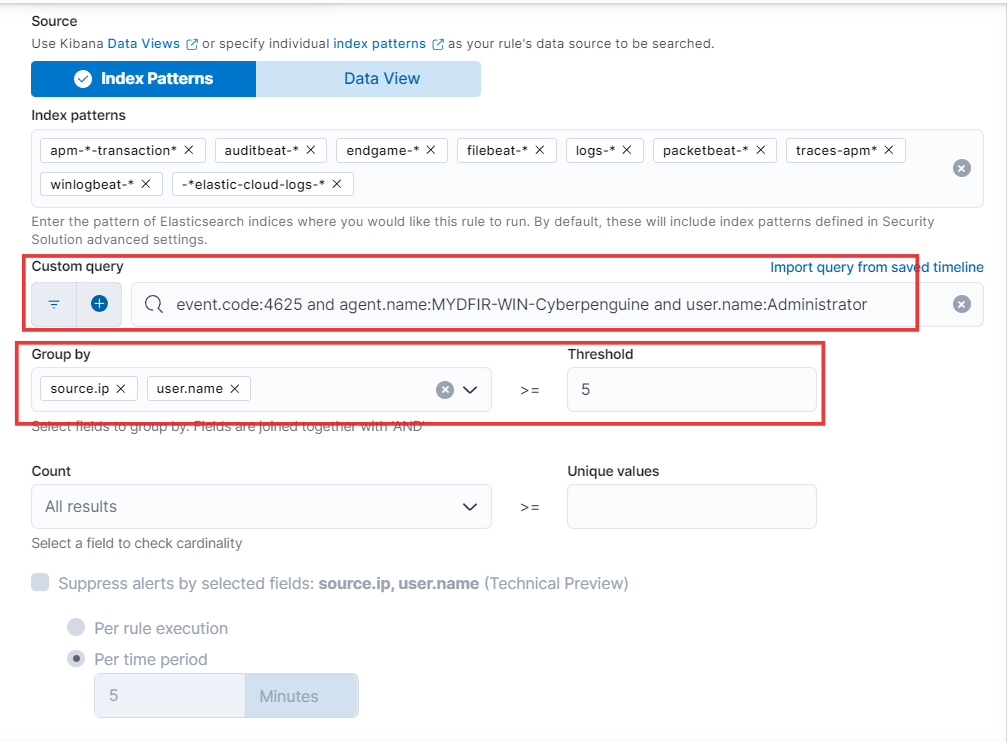 Source
Use Kibana Data Views or specify individual index patterns as your rule's data source to be searched.
Index Patterns Data View
Index patterns
apm-*-transaction* auditbeat-* endgame-* filebeat-* logs-* packetbeat-* traces-apm*
winlogbeat-* -*elastic-cloud-logs-*
Enter the pattern of Elasticsearch indices where you would like this rule to run. By default, these will include index patterns defined in Security
Solution advanced settings.
Custom query Import query from saved timeline
event.code:4625 and agent.name:MYDFIR-WIN-Cyberpenguine and user.name:Administrator
Group by Threshold
source.ip user.name >= 5
Select fields to group by. Fields are joined together with 'AND'
Count Unique values
All results >=
Select a field to check cardinality
Suppress alerts by selected fields: source.ip, user.name (Technical Preview)
Per rule execution
Per time period
5 Minutes